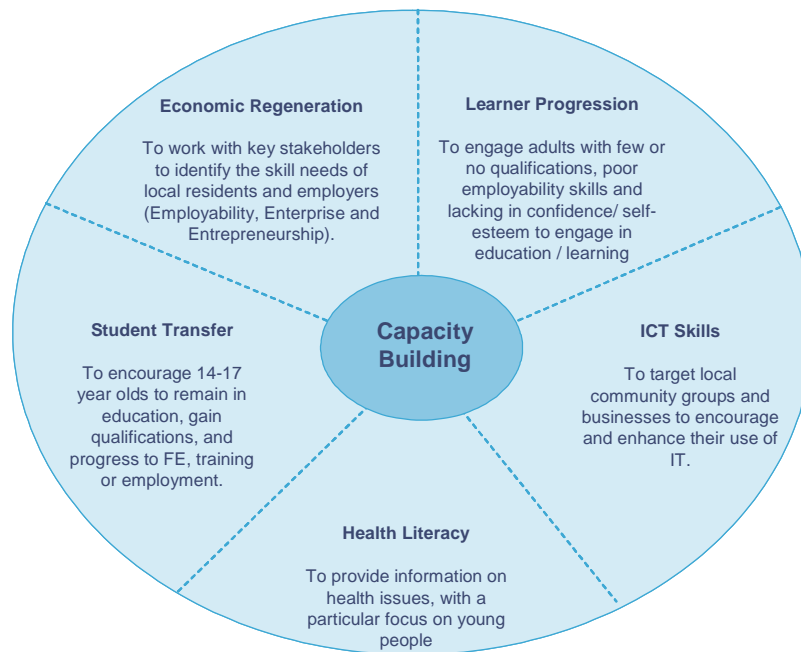 Economic Regeneration
To work with key stakeholders
to identify the skill needs of
local residents and employers
(Employability, Enterprise and
Entrepreneurship).
Learner Progression
To engage adults with few or
no qualifications, poor
employability skills and
lacking in confidence/ self-
esteem to engage in
education / learning
Student Transfer
To encourage 14-17
year olds to remain in
education, gain
qualifications, and
progress to FE, training
or employment.
Capacity
Building
ICT Skills
To target local
community groups and
businesses to encourage
and enhance their use of
IT.
Health Literacy
To provide information on
health issues, with a
particular focus on young
people